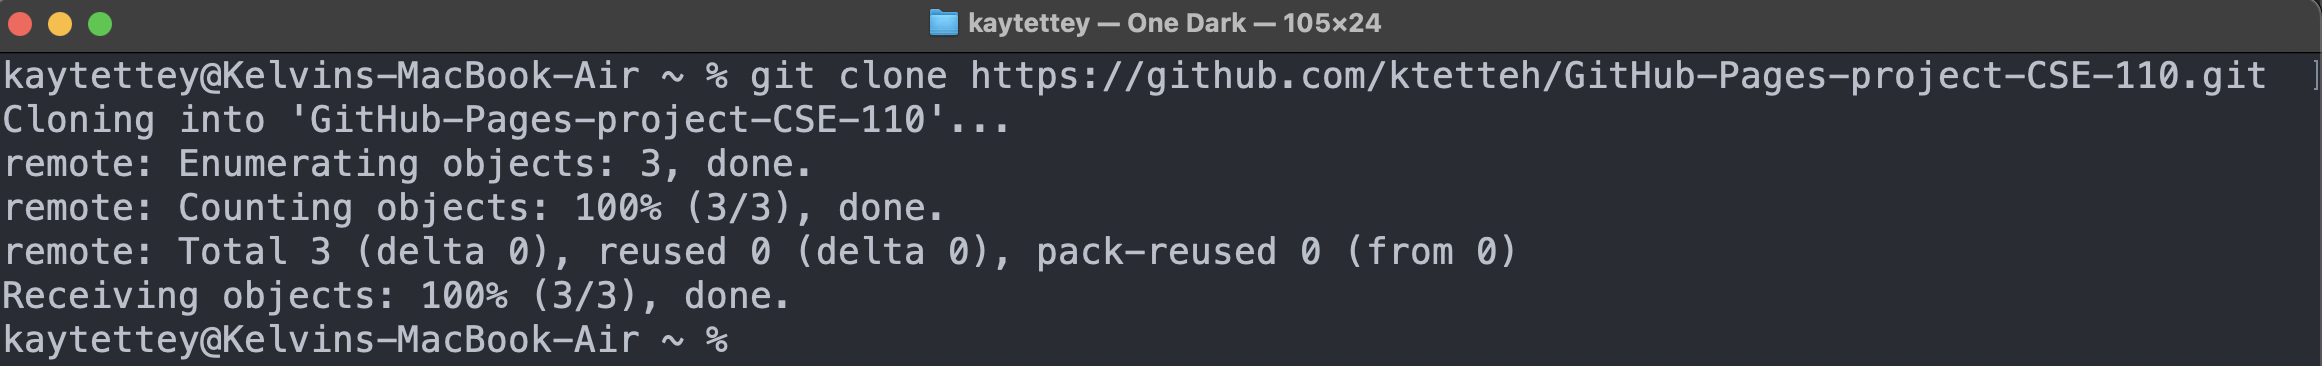 kaytettey — One Dark — 105×24
kaytettey@Kelvins-MacBook-Air ~ % git clone https://github.com/ktetteh/GitHub-Pages-project-CSE-110.git ]
Cloning into 'GitHub-Pages-project-CSE-110'...
remote: Enumerating objects: 3, done.
remote: Counting objects: 100% (3/3), done.
remote: Total 3 (delta 0), reused 0 (delta 0), pack-reused 0 (from 0)
Receiving objects: 100% (3/3), done.
kaytettey@Kelvins-MacBook-Air ~ %